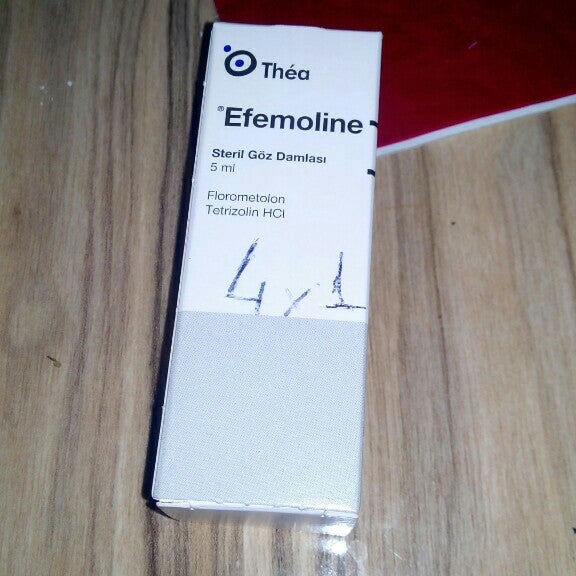 Théa
®Efemoline
Steril Göz Damlası
5 ml
Florometolon
Tetrizolin HCl
4x1